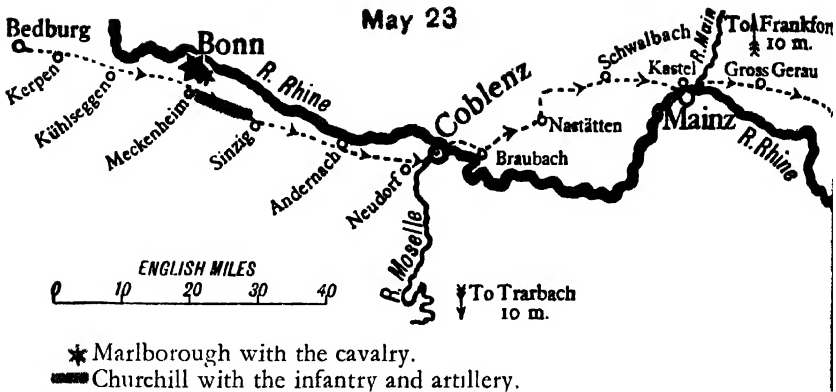 May 23
Bedburg
Kerpen
Kühlseggen
Bonn
Meckenheim
R. Rhine
Sinzig
Andernach
Neudorf
Coblenz
R. Moselle
Braubach
Nastätten
Schwalbach
Kastel
R. Main
Mainz
To Frankfort
10 m.
Gross Gerau
R. Rhine
ENGLISH MILES
0 10 20 30 40
To Trarbach
10 m.
Marlborough with the cavalry.
Churchill with the infantry and artillery.